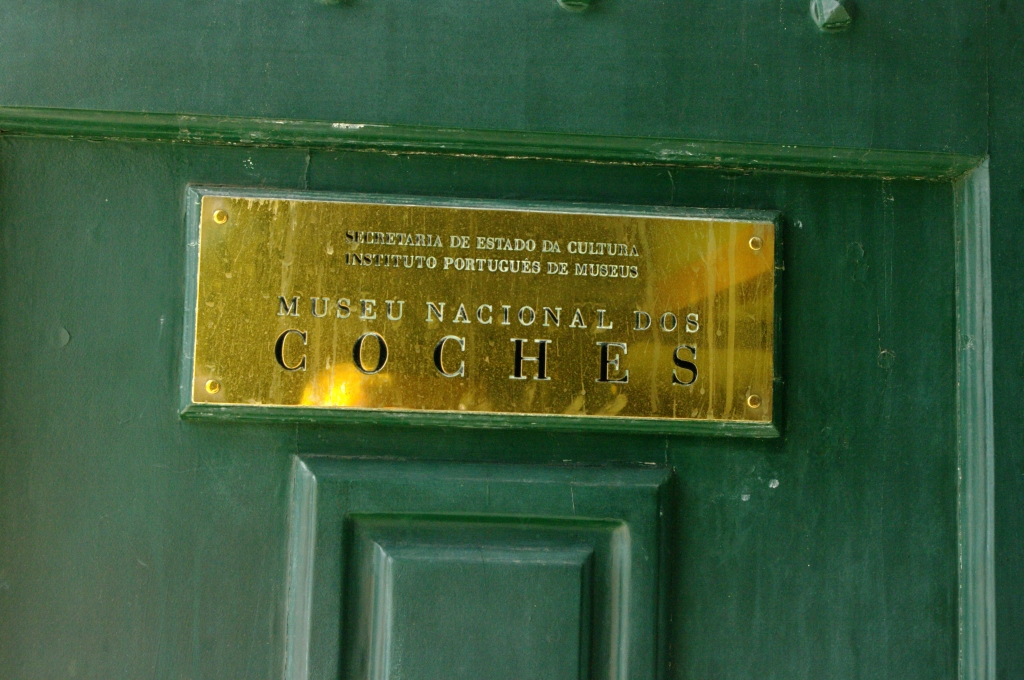 SECRETARIA DE ESTADO DA CULTURA
INSTITUTO PORTUGUÊS DE MUSEUS
MUSEU NACIONAL DOS
COCHES